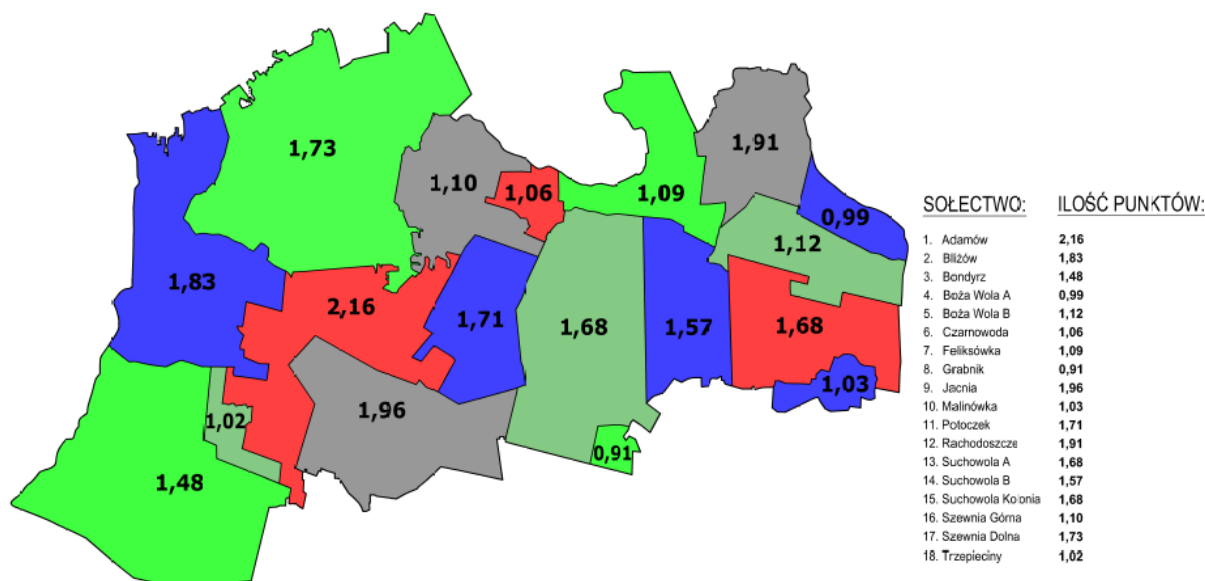 1,73
1,91
1,10
1,06
1,09
0,99
1,12
1,83
2,16
1,71
1,68
1,57
1,68
1,03
1,96
1,02
0,91
1,48
SOŁECTWO: ILOŚĆ PUNKTÓW:
1. Adamów 2,16
2. Bliżów 1,83
3. Bondyrz 1,48
4. Boża Wola A 0,99
5. Boża Wola B 1,12
6. Czarnowoda 1,06
7. Feliksówka 1,09
8. Grabnik 0,91
9. Jacnia 1,96
10. Malinówka 1,03
11. Potoczek 1,71
12. Rachodoszcze 1,91
13. Suchowola A 1,68
14. Suchowola B 1,57
15. Suchowola Kolonia 1,68
16. Szewnia Górna 1,10
17. Szewnia Dolna 1,73
18. Trzepieciny 1,02